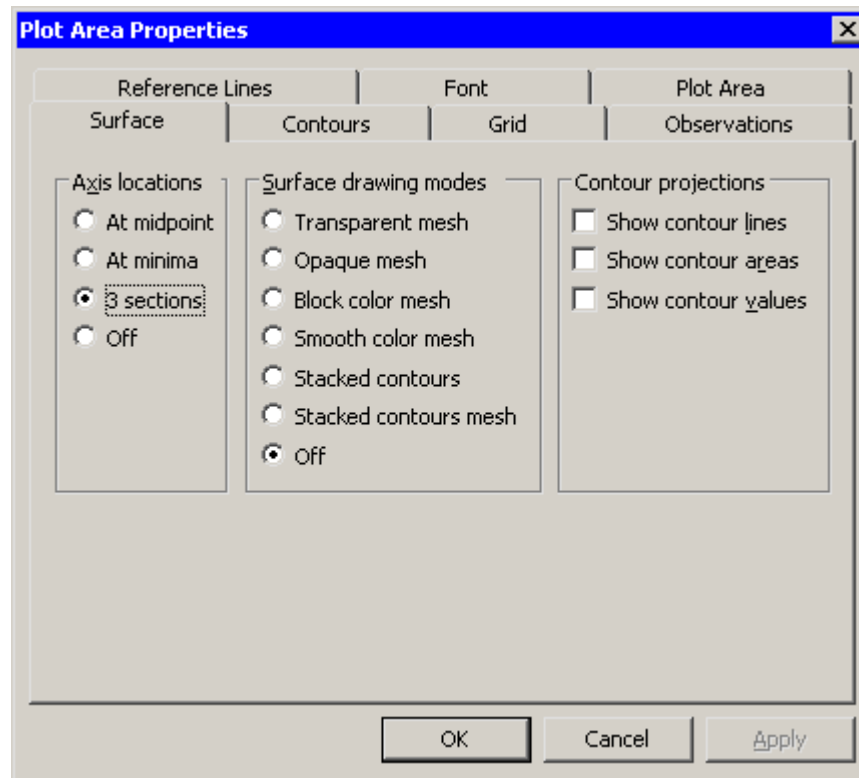 Plot Area Properties
Reference Lines
Font
Plot Area
Surface
Contours
Grid
Observations
Axis locations
At midpoint
At minima
3 sections
Off
Surface drawing modes
Transparent mesh
Opaque mesh
Block color mesh
Smooth color mesh
Stacked contours
Stacked contours mesh
Off
Contour projections
Show contour lines
Show contour areas
Show contour values
OK
Cancel
Apply